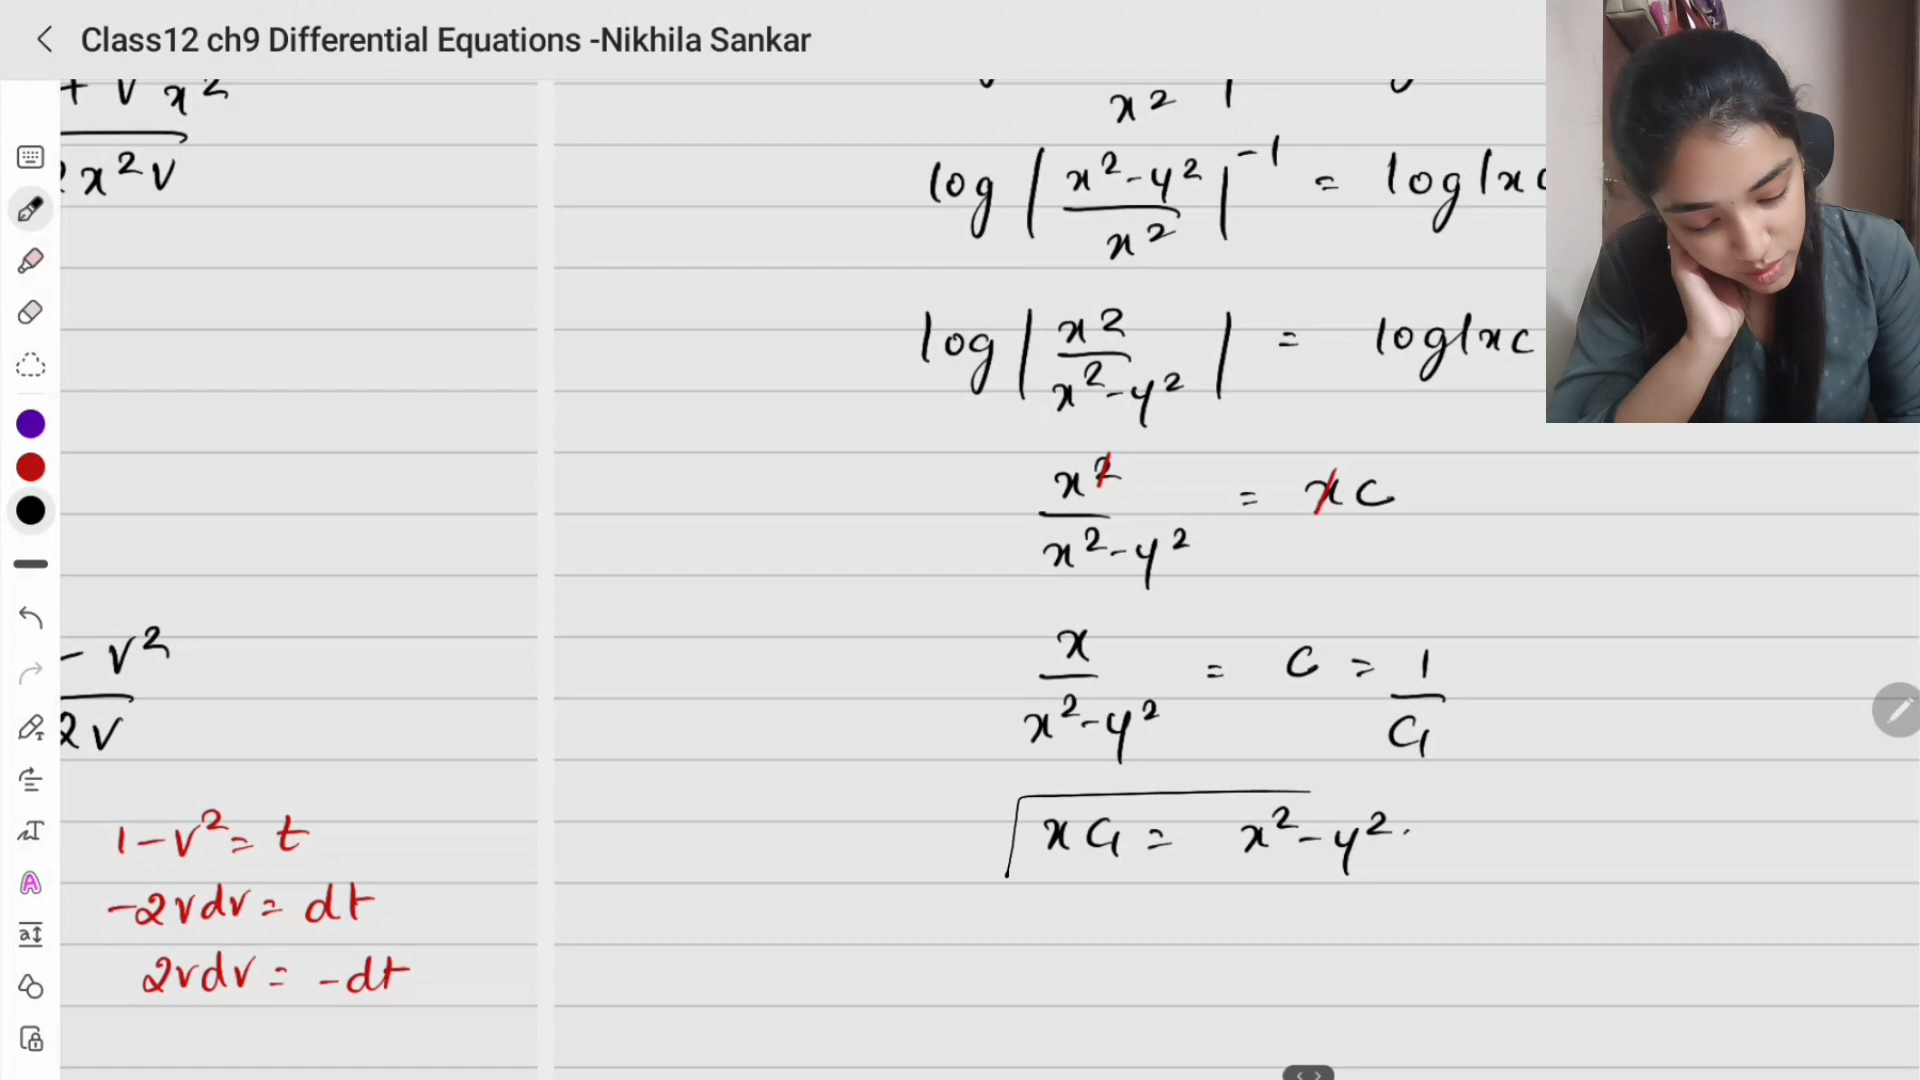 Class12 ch9 Differential Equations -Nikhila Sankar
+ v x²
x²v
- v²
2v
1-v² = t
-2vdv = dt
2vdv = -dt
x² |
log | x²-y² / x² |⁻¹ = log|xc
log | x² / x²-y² | = log|xc
x² / x²-y² = xc
x / x²-y² = c = 1 / C₁
xC₁ = x²-y².